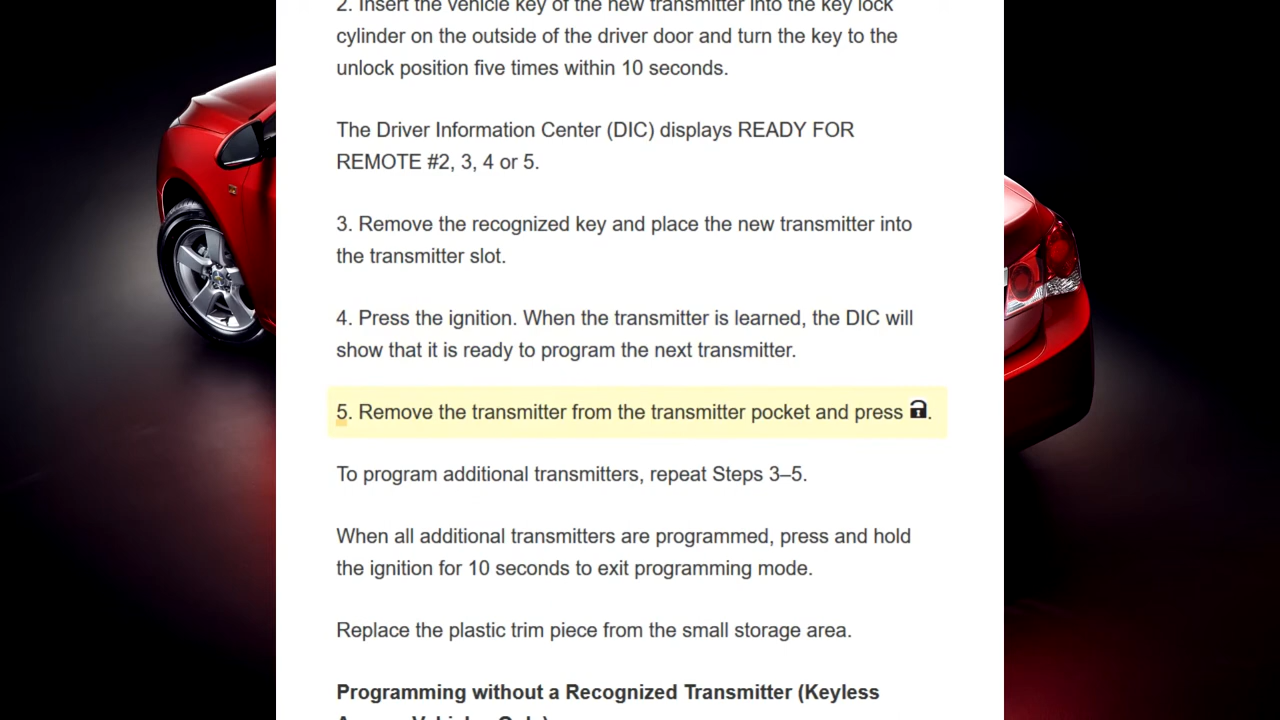 2. Insert the vehicle key of the new transmitter into the key lock
cylinder on the outside of the driver door and turn the key to the
unlock position five times within 10 seconds.
The Driver Information Center (DIC) displays READY FOR
REMOTE #2, 3, 4 or 5.
3. Remove the recognized key and place the new transmitter into
the transmitter slot.
4. Press the ignition. When the transmitter is learned, the DIC will
show that it is ready to program the next transmitter.
5. Remove the transmitter from the transmitter pocket and press .
To program additional transmitters, repeat Steps 3–5.
When all additional transmitters are programmed, press and hold
the ignition for 10 seconds to exit programming mode.
Replace the plastic trim piece from the small storage area.
Programming without a Recognized Transmitter (Keyless